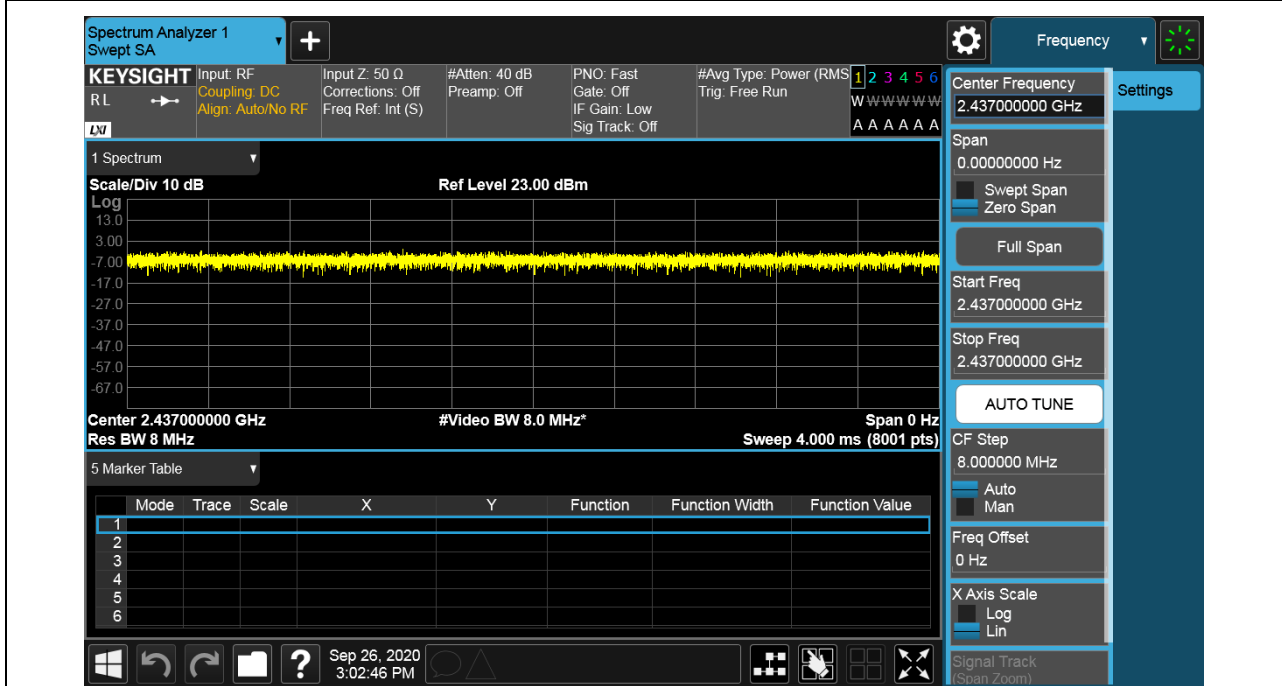 Spectrum Analyzer 1
Swept SA
+
Frequency
KEYSIGHT
RL
LXI
Input: RF
Coupling: DC
Align: Auto/No RF
Input Z: 50 Ω
Corrections: Off
Freq Ref: Int (S)
#Atten: 40 dB
Preamp: Off
PNO: Fast
Gate: Off
IF Gain: Low
Sig Track: Off
#Avg Type: Power (RMS
Trig: Free Run
1 2 3 4 5 6
W W W W W W
A A A A A A
1 Spectrum
Scale/Div 10 dB
Ref Level 23.00 dBm
Log
13.0
3.00
-7.00
-17.0
-27.0
-37.0
-47.0
-57.0
-67.0
Center 2.437000000 GHz
#Video BW 8.0 MHz*
Span 0 Hz
Res BW 8 MHz
Sweep 4.000 ms (8001 pts)
5 Marker Table
Mode Trace Scale X Y Function Function Width Function Value
1
2
3
4
5
6
Center Frequency
2.437000000 GHz
Settings
Span
0.00000000 Hz
Swept Span
Zero Span
Full Span
Start Freq
2.437000000 GHz
Stop Freq
2.437000000 GHz
AUTO TUNE
CF Step
8.000000 MHz
Auto
Man
Freq Offset
0 Hz
X Axis Scale
Log
Lin
Signal Track
(Span Zoom)
?
Sep 26, 2020
3:02:46 PM